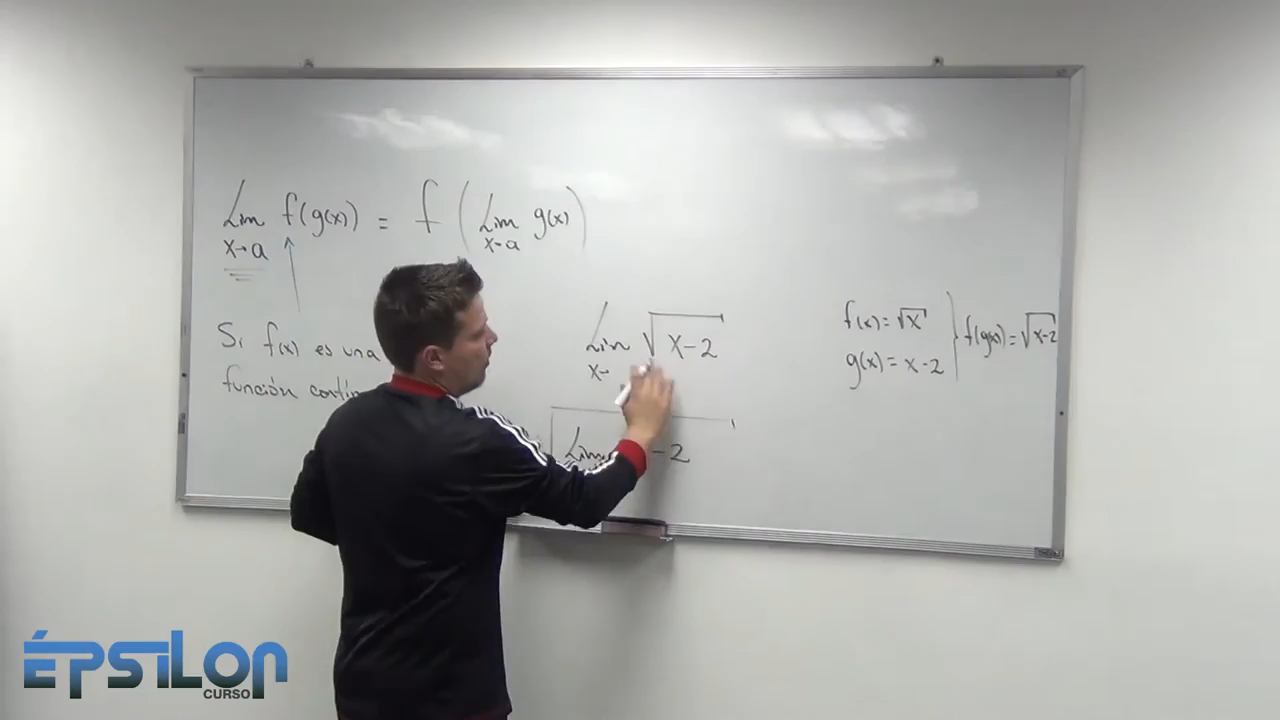 Lim f(g(x)) = f ( Lim g(x) )
x→a x→a
Si f(x) es una
función contin
Lim √x-2
x→
Lim -2
f(x) = √x
g(x) = x-2
} f(g(x)) = √x-2
ÉPSILON
CURSO